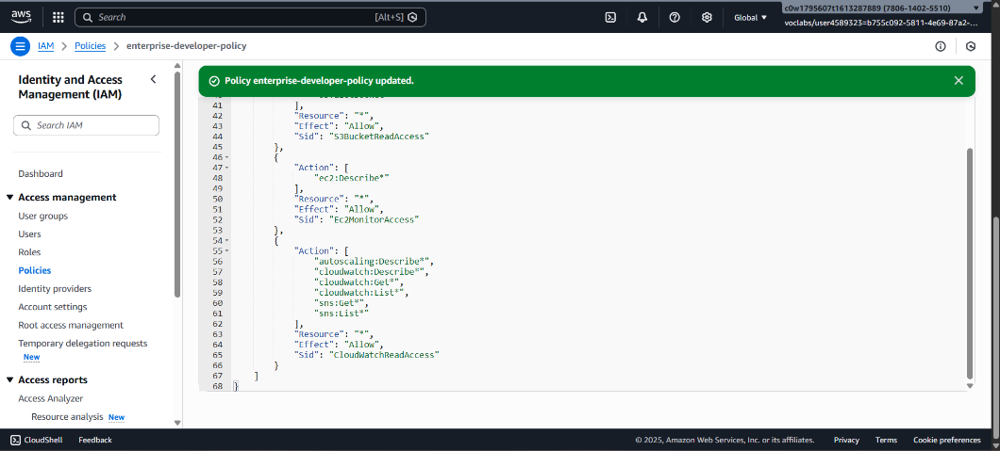 aws
Search
[Alt+S]
Global
c0w1795607t1613287889 (7806-1402-5510)
voclabs/user4589323=b755c092-5811-4e69-87a2-...
IAM > Policies > enterprise-developer-policy
Identity and Access
Management (IAM)
Search IAM
Dashboard
Access management
User groups
Users
Roles
Policies
Identity providers
Account settings
Root access management
Temporary delegation requests
New
Access reports
Access Analyzer
Resource analysis New
Policy enterprise-developer-policy updated.
41 ],
42 "Resource": "*",
43 "Effect": "Allow",
44 "Sid": "S3BucketReadAccess"
45 },
46 {
47 "Action": [
48 "ec2:Describe*"
49 ],
50 "Resource": "*",
51 "Effect": "Allow",
52 "Sid": "Ec2MonitorAccess"
53 },
54 {
55 "Action": [
56 "autoscaling:Describe*",
57 "cloudwatch:Describe*",
58 "cloudwatch:Get*",
59 "cloudwatch:List*",
60 "sns:Get*",
61 "sns:List*"
62 ],
63 "Resource": "*",
64 "Effect": "Allow",
65 "Sid": "CloudWatchReadAccess"
66 }
67 ]
68 }
CloudShell
Feedback
© 2025, Amazon Web Services, Inc. or its affiliates.
Privacy
Terms
Cookie preferences